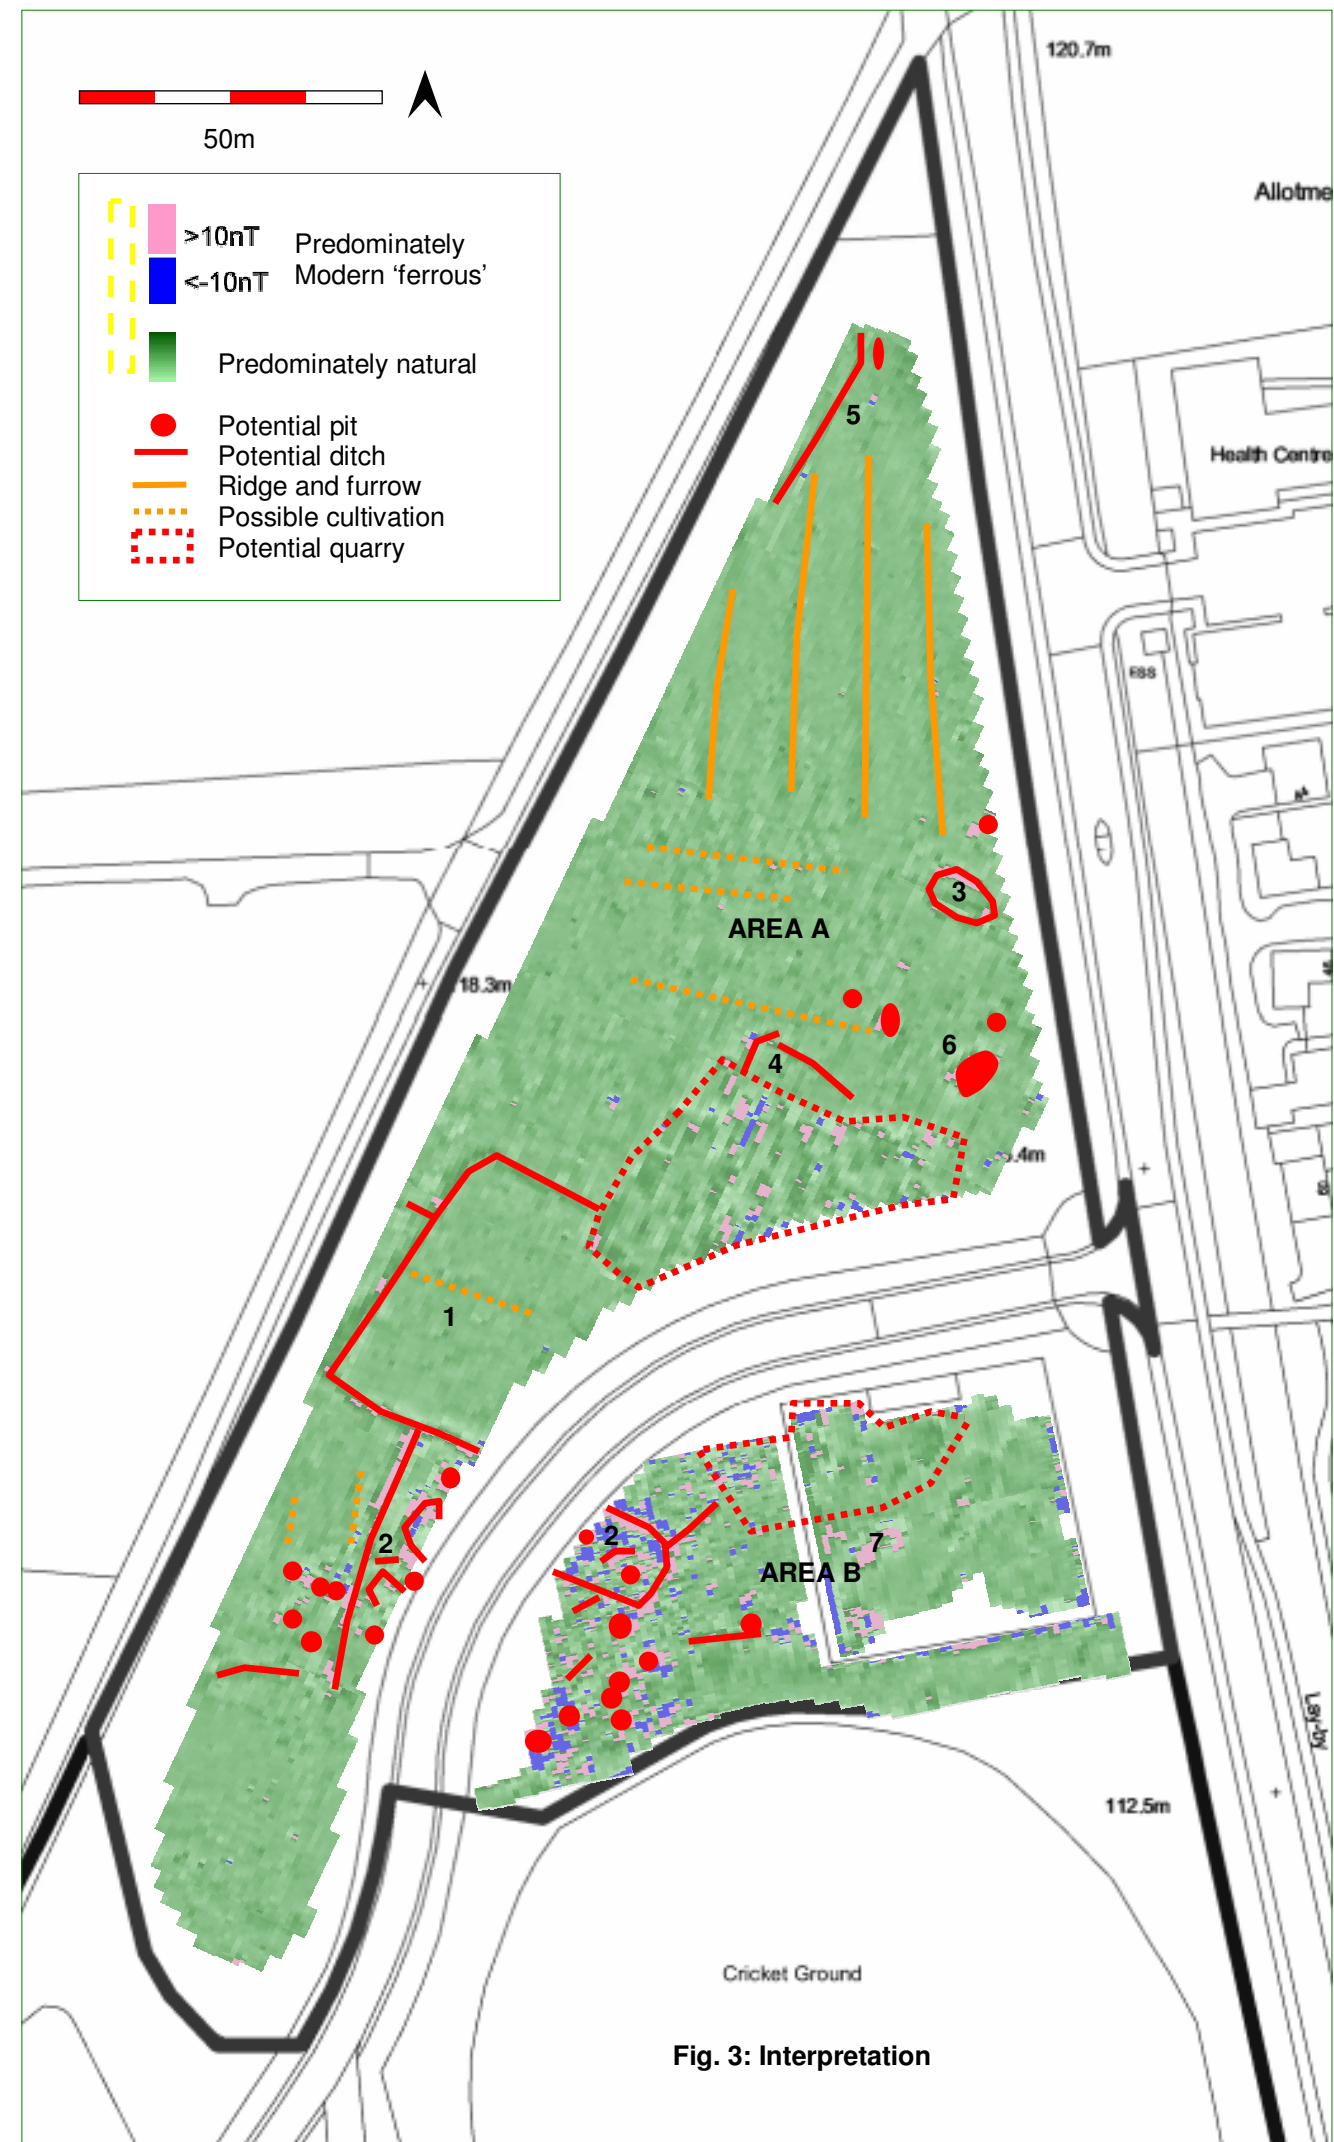 120.7m
50m
Allotme
>10nT
<-10nT
Predominately
Modern ‘ferrous’
Predominately natural
Potential pit
Potential ditch
Ridge and furrow
Possible cultivation
Potential quarry
5
Health Centre
ESS
3
AREA A
18.3m
6
4
.4m
1
2
2
7
AREA B
Lay-by
112.5m
Cricket Ground
Fig. 3: Interpretation